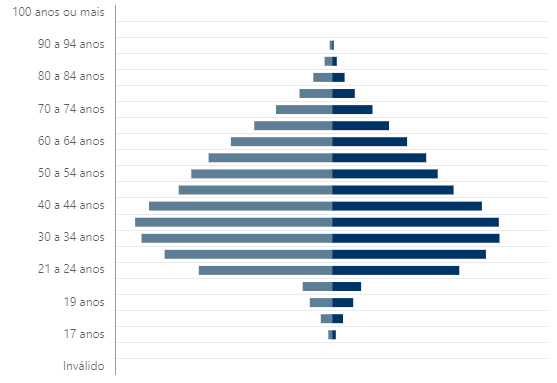 100 anos ou mais
90 a 94 anos
80 a 84 anos
70 a 74 anos
60 a 64 anos
50 a 54 anos
40 a 44 anos
30 a 34 anos
21 a 24 anos
19 anos
17 anos
Inválido